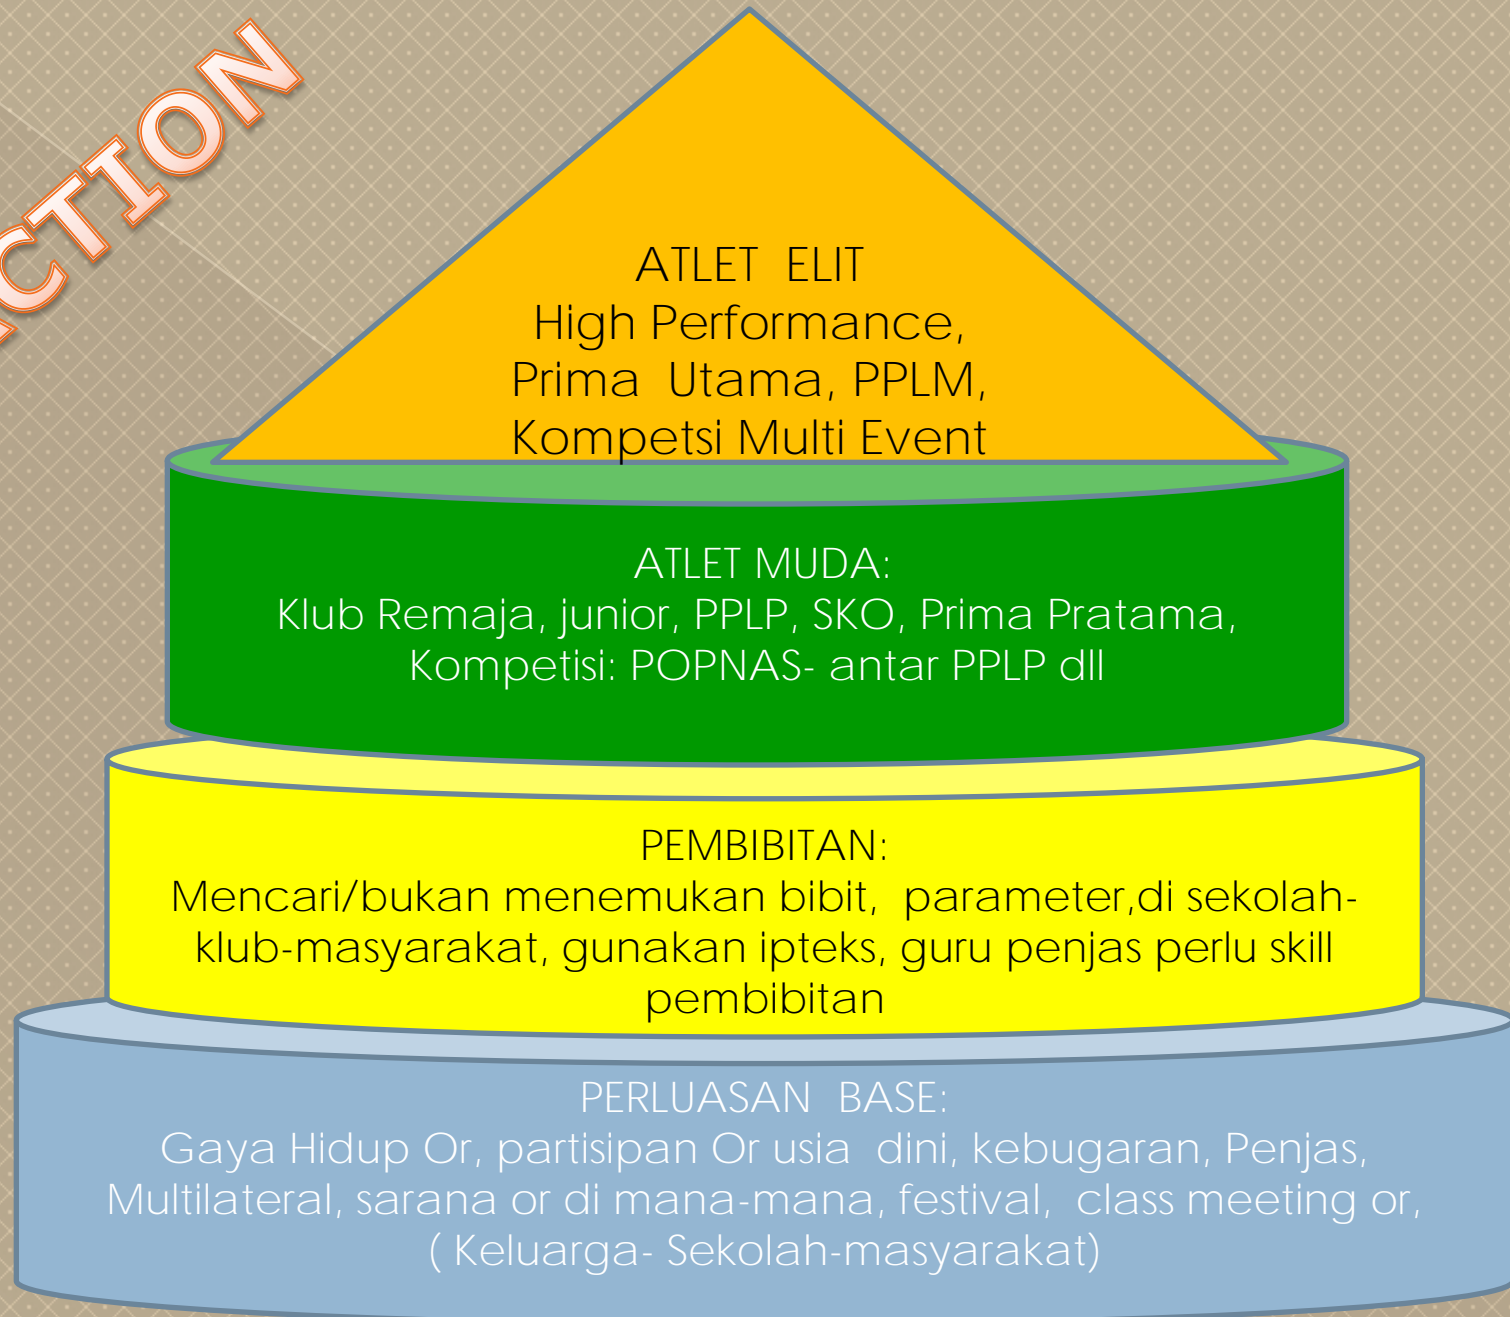 ACTION
ATLET ELIT
High Performance,
Prima Utama, PPLM,
Kompetsi Multi Event
ATLET MUDA:
Klub Remaja, junior, PPLP, SKO, Prima Pratama,
Kompetisi: POPNAS- antar PPLP dll
PEMBIBITAN:
Mencari/bukan menemukan bibit, parameter,di sekolah-
klub-masyarakat, gunakan ipteks, guru penjas perlu skill
pembibitan
PERLUASAN BASE:
Gaya Hidup Or, partisipan Or usia dini, kebugaran, Penjas,
Multilateral, sarana or di mana-mana, festival, class meeting or,
( Keluarga- Sekolah-masyarakat)